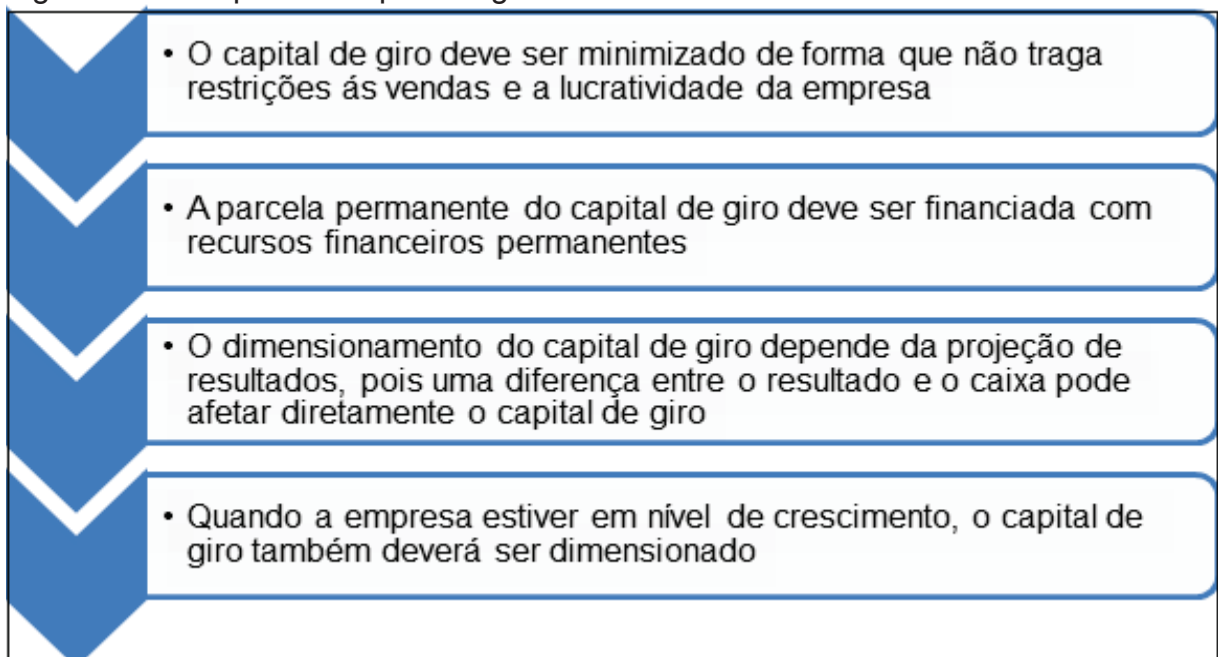 • O capital de giro deve ser minimizado de forma que não traga
restrições ás vendas e a lucratividade da empresa
• A parcela permanente do capital de giro deve ser financiada com
recursos financeiros permanentes
• O dimensionamento do capital de giro depende da projeção de
resultados, pois uma diferença entre o resultado e o caixa pode
afetar diretamente o capital de giro
• Quando a empresa estiver em nível de crescimento, o capital de
giro também deverá ser dimensionado